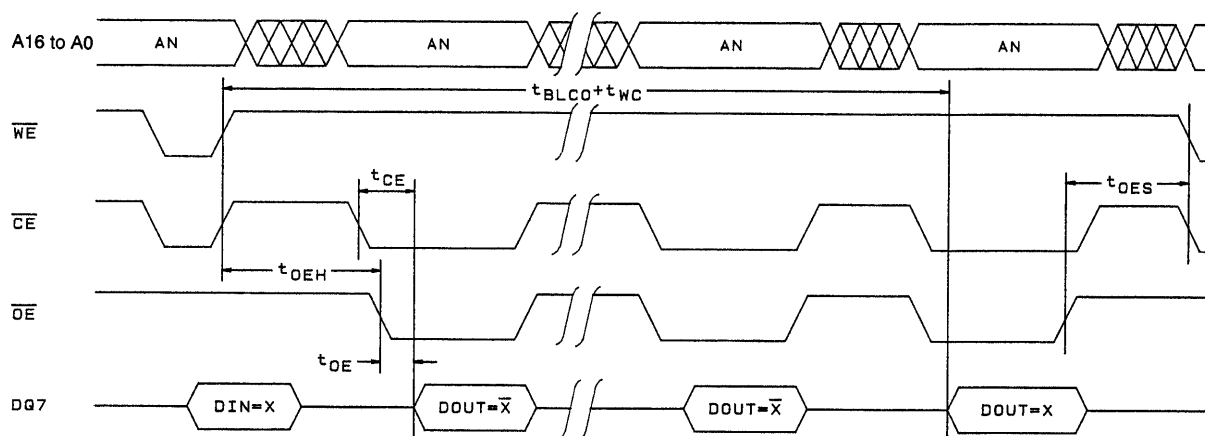 A16 to A0 AN AN AN AN
tBLCO+tWC
WE
tCE
tOES
CE
tOEH
OE
tOE
DQ7 DIN=X DOUT=X̅ DOUT=X̅ DOUT=X